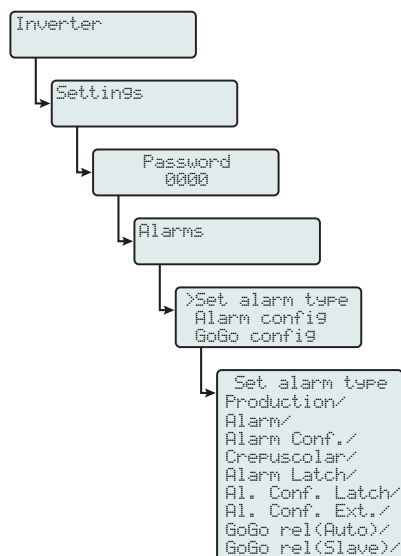 Inverter
Settings
Password
0000
Alarms
>Set alarm type
Alarm config
GoGo config
Set alarm type
Production/
Alarm/
Alarm Conf./
Crepuscolar/
Alarm Latch/
Al. Conf. Latch/
Al. Conf. Ext./
GoGo rel(Auto)/
GoGo rel(Slave)/